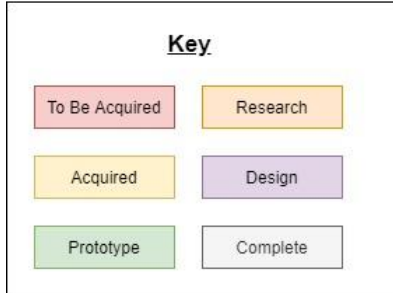 Key
To Be Acquired
Research
Acquired
Design
Prototype
Complete